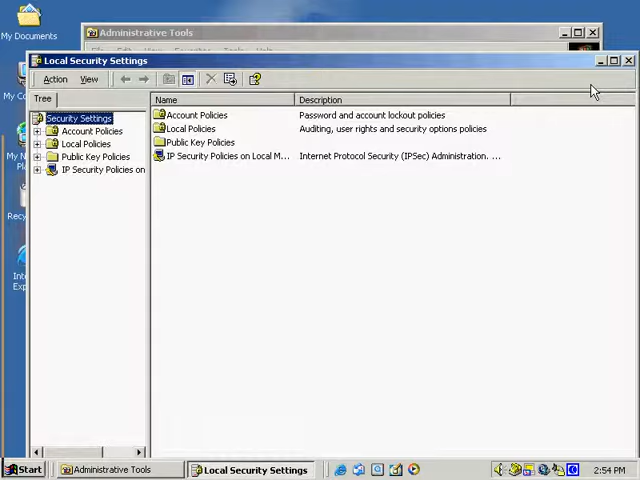 My Documents
Administrative Tools
Local Security Settings
Action View
Tree
Name Description
Security Settings
Account Policies
Local Policies
Public Key Policies
IP Security Policies on
Account Policies Password and account lockout policies
Local Policies Auditing, user rights and security options policies
Public Key Policies
IP Security Policies on Local M... Internet Protocol Security (IPSec) Administration. ...
Start Administrative Tools Local Security Settings 2:54 PM